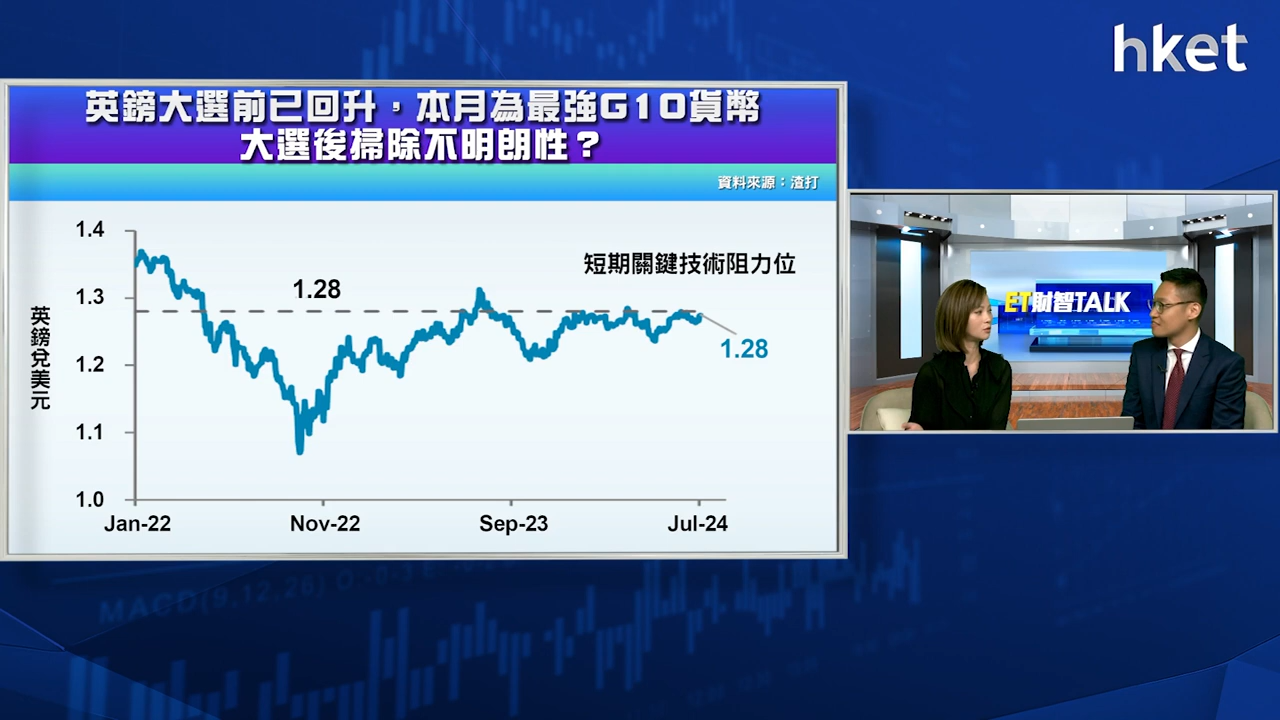 hket
英鎊大選前已回升，本月為最強G10貨幣
大選後掃除不明朗性？
資料來源：渣打
英鎊兌美元
1.4
1.3
1.2
1.1
1.0
1.28
短期關鍵技術阻力位
1.28
Jan-22
Nov-22
Sep-23
Jul-24
ET財智TALK
MACD(9,12,26)